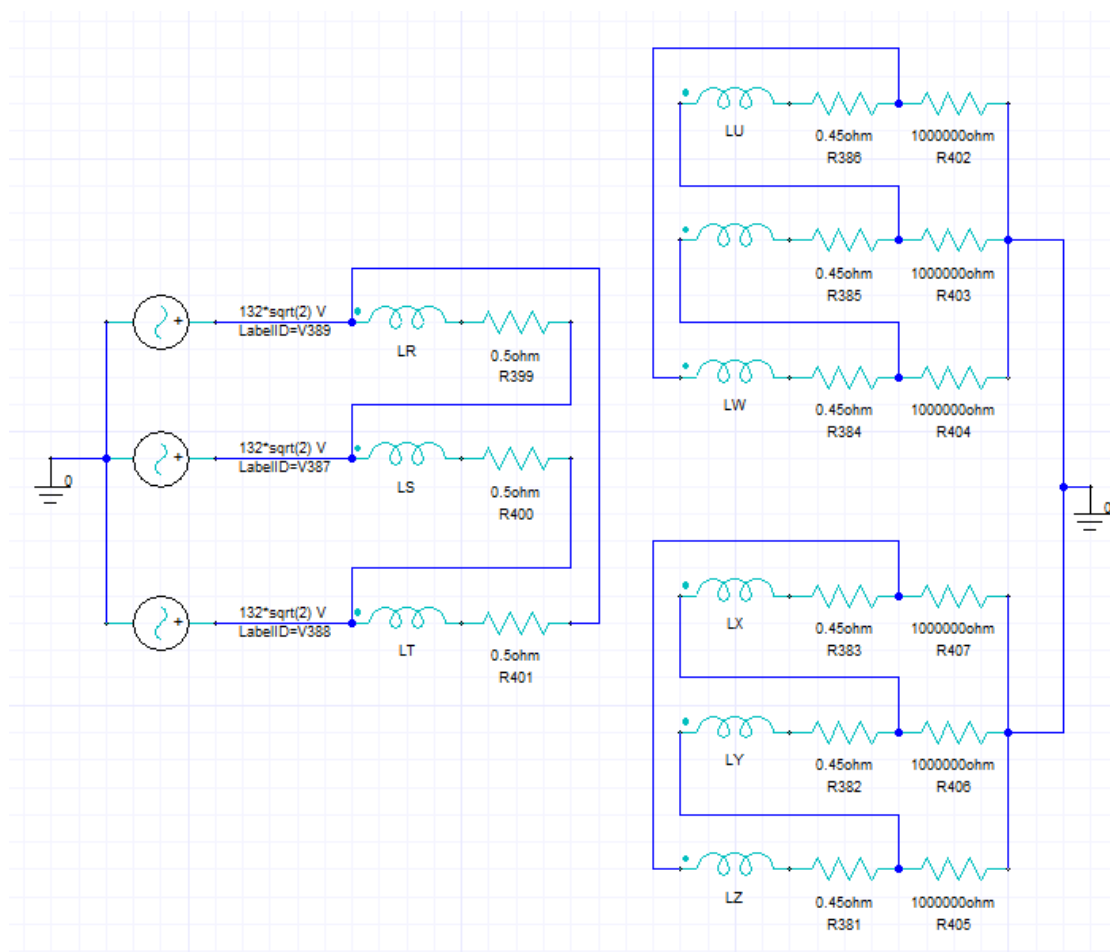 LU
0.45ohm
R386
1000000ohm
R402
0.45ohm
R385
1000000ohm
R403
LW
0.45ohm
R384
1000000ohm
R404
132*sqrt(2) V
LabelID=V389
LR
0.5ohm
R399
132*sqrt(2) V
LabelID=V387
LS
0.5ohm
R400
132*sqrt(2) V
LabelID=V388
LT
0.5ohm
R401
0
0
LX
0.45ohm
R383
1000000ohm
R407
LY
0.45ohm
R382
1000000ohm
R406
LZ
0.45ohm
R381
1000000ohm
R405